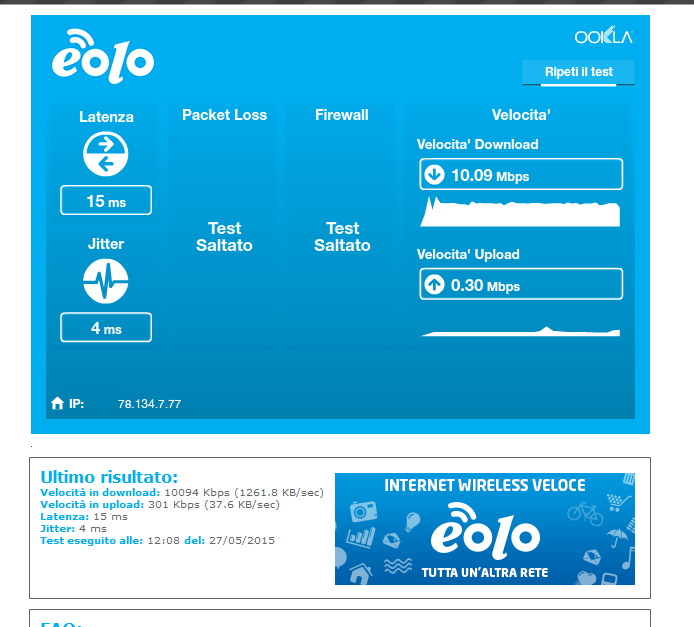 eolo
OOKLA
Ripeti il test
Latenza
15 ms
Jitter
4 ms
Packet Loss
Test
Saltato
Firewall
Test
Saltato
Velocita'
Velocita' Download
10.09 Mbps
Velocita' Upload
0.30 Mbps
IP: 78.134.7.77
.
Ultimo risultato:
Velocità in download: 10094 Kbps (1261.8 KB/sec)
Velocità in upload: 301 Kbps (37.6 KB/sec)
Latenza: 15 ms
Jitter: 4 ms
Test eseguito alle: 12:08 del: 27/05/2015
INTERNET WIRELESS VELOCE
eolo
TUTTA UN'ALTRA RETE
FAQ: